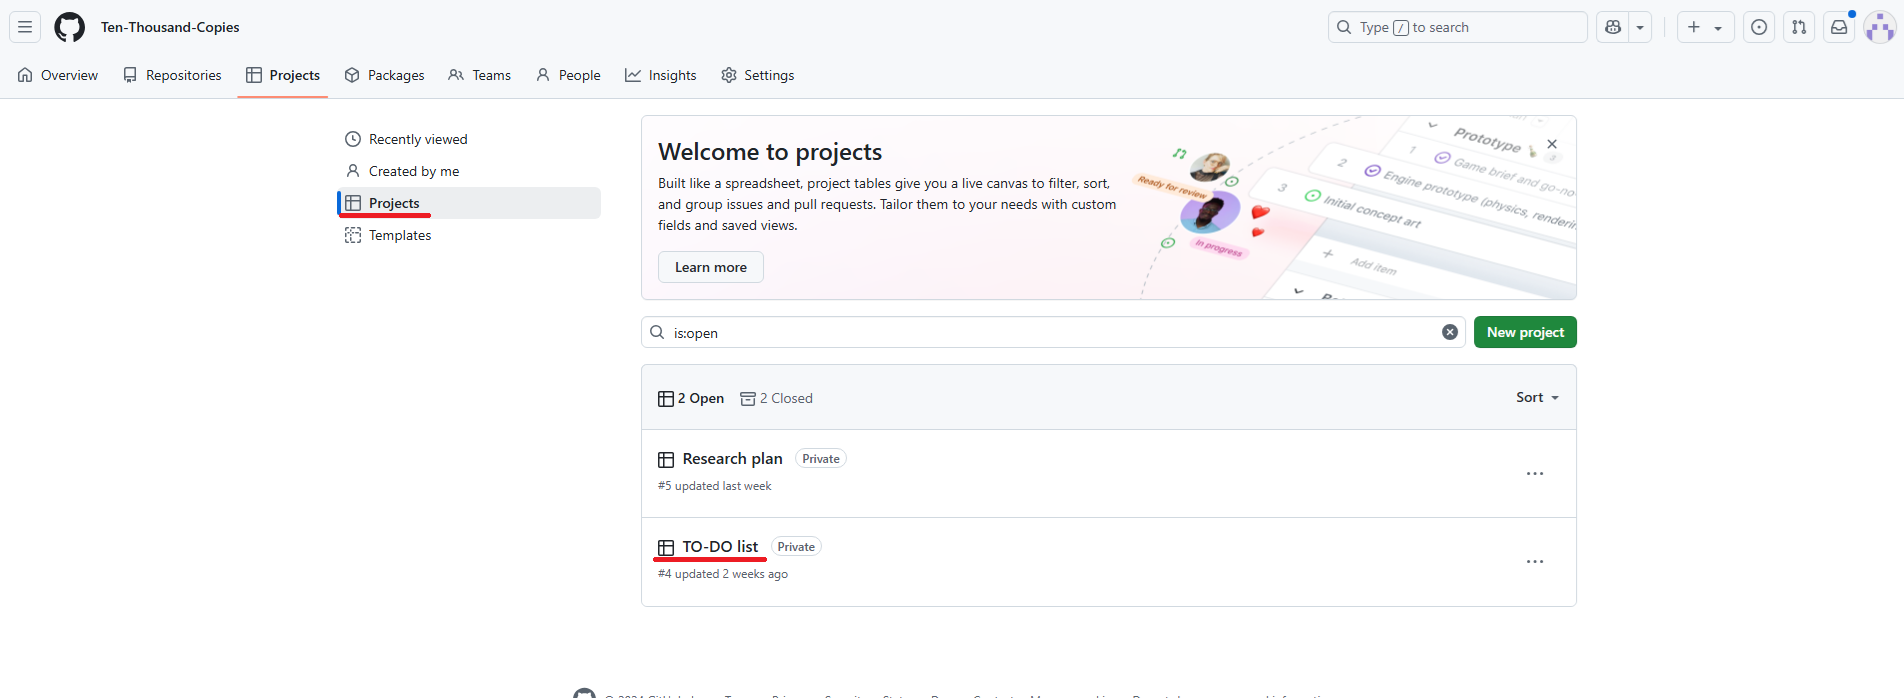 Ten-Thousand-Copies
Type / to search
Overview
Repositories
Projects
Packages
Teams
People
Insights
Settings
Recently viewed
Created by me
Projects
Templates
Welcome to projects
Built like a spreadsheet, project tables give you a live canvas to filter, sort,
and group issues and pull requests. Tailor them to your needs with custom
fields and saved views.
Learn more
Ready for review
In progress
Prototype
3
1 Game brief and go-no-
2 Engine prototype (physics, renderin
3 Initial concept art
+ Add item
is:open
New project
2 Open
2 Closed
Sort
Research plan Private
#5 updated last week
TO-DO list Private
#4 updated 2 weeks ago